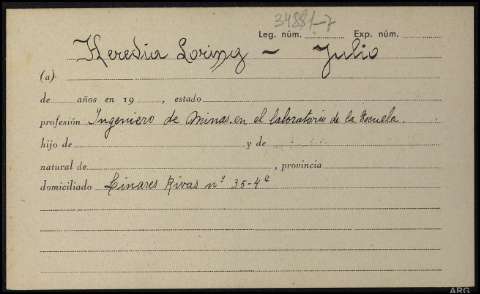 34881-7
Leg. núm. Exp. núm.
Heredia Loring - Julio
(a)
de años en 19 , estado
profesión Ingeniero de Minas, en el laboratorio de la Escuela.
hijo de y de
natural de , provincia
domiciliado Linares Rivas nº 35-4º
ARG